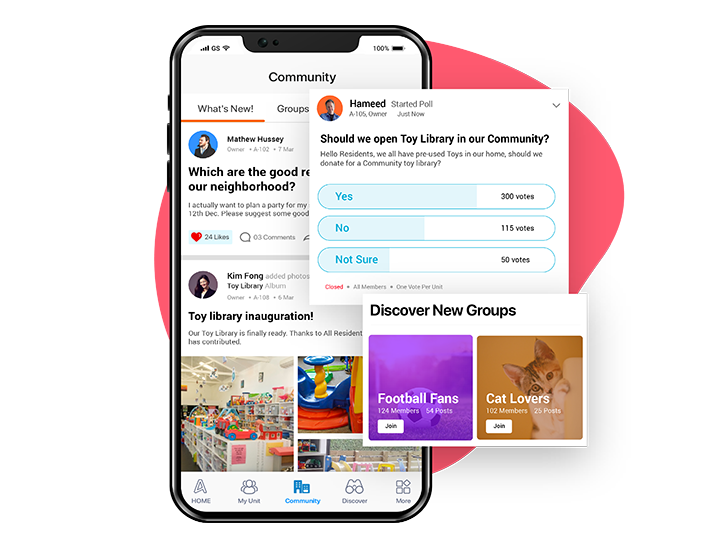 GS
100%
Community
What's New!
Groups
Mathew Hussey
Owner • A-102 • 7 Mar
Which are the good re
our neighborhood?
I actually want to plan a party for my
12th Dec. Please suggest some good
24 Likes
03 Comments
Kim Fong added photos
Toy Library Album
Owner • A-108 • 6 Mar
Toy library inauguration!
Our Toy Library is finally ready. Thanks to All Resident
has contributed.
HOME
My Unit
Community
Discover
More
Hameed Started Poll
A-105, Owner Just Now
Should we open Toy Library in our Community?
Hello Residents, we all have pre-used Toys in our home, should we
donate for a Community toy library?
Yes 300 votes
No 115 votes
Not Sure 50 votes
Closed • All Members • One Vote Per Unit
Discover New Groups
Football Fans
124 Members 54 Posts
Join
Cat Lovers
102 Members 25 Posts
Join